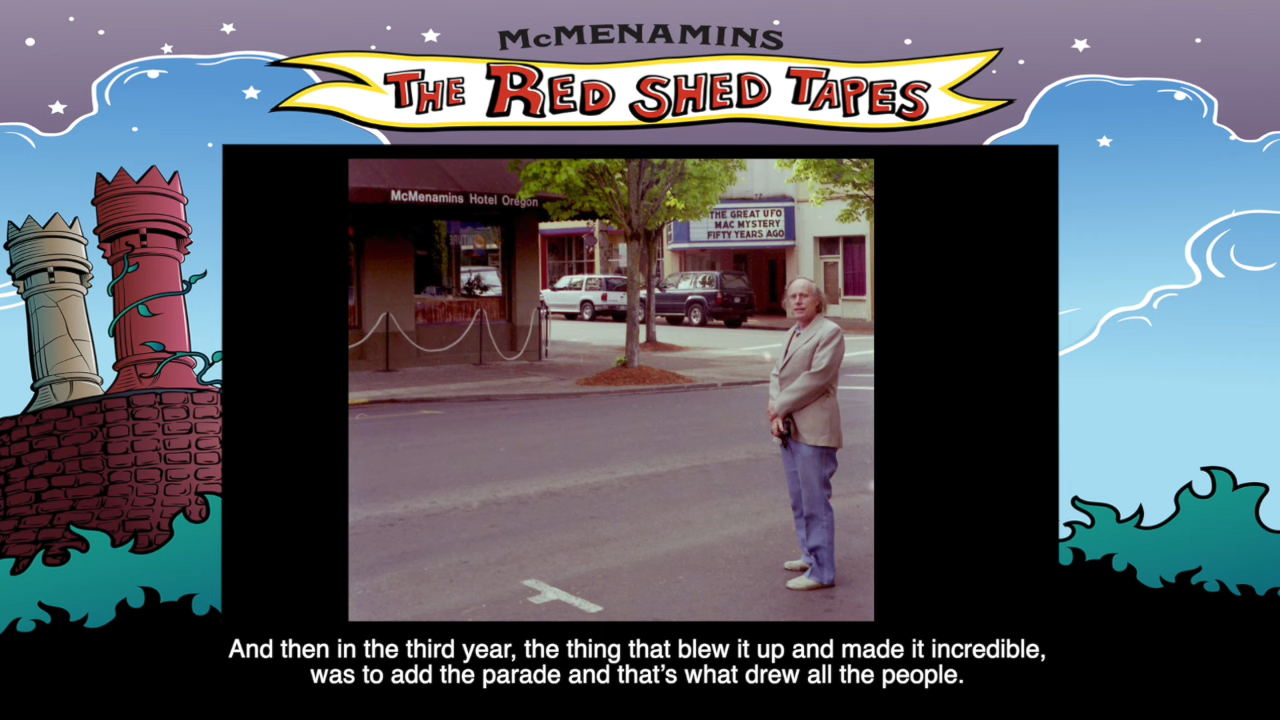 McMENAMINS
THE RED SHED TAPES
McMenamins Hotel Oregon
THE GREAT UFO
MAC MYSTERY
FIFTY YEARS AGO
And then in the third year, the thing that blew it up and made it incredible,
was to add the parade and that's what drew all the people.